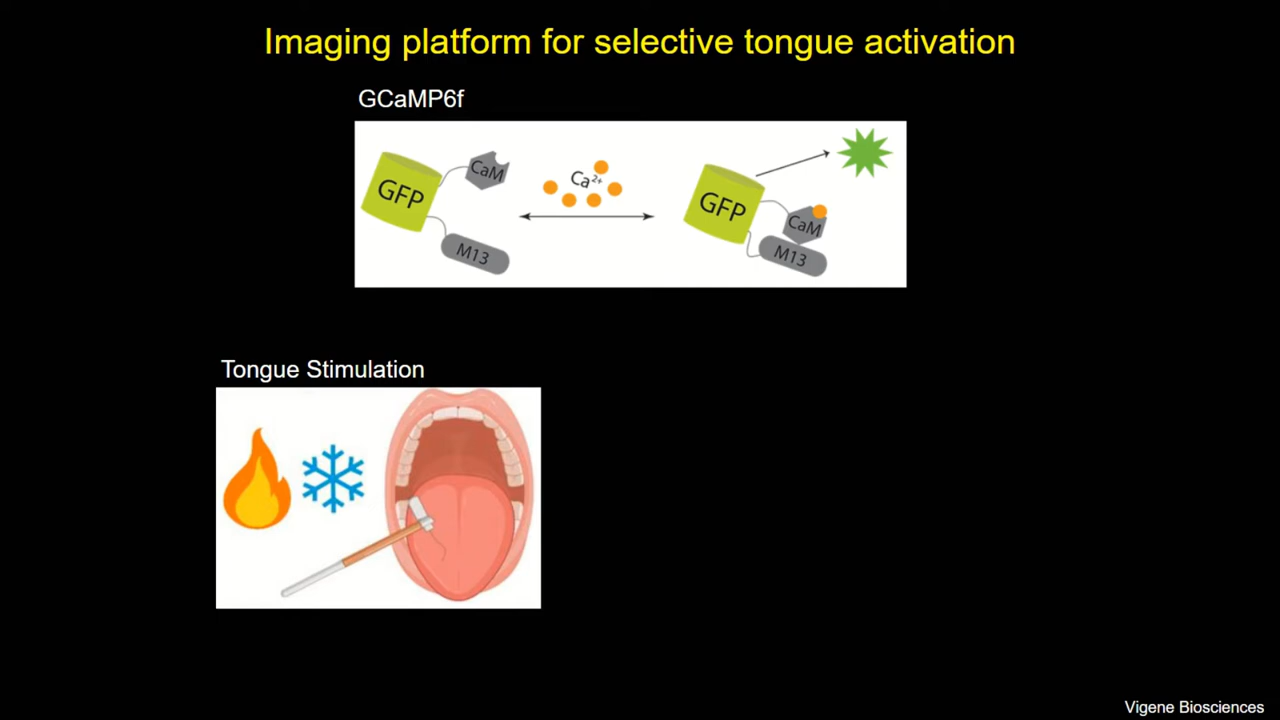 Imaging platform for selective tongue activation
GCaMP6f
GFP
CaM
M13
Ca²⁺
GFP
CaM
M13
Tongue Stimulation
Vigene Biosciences